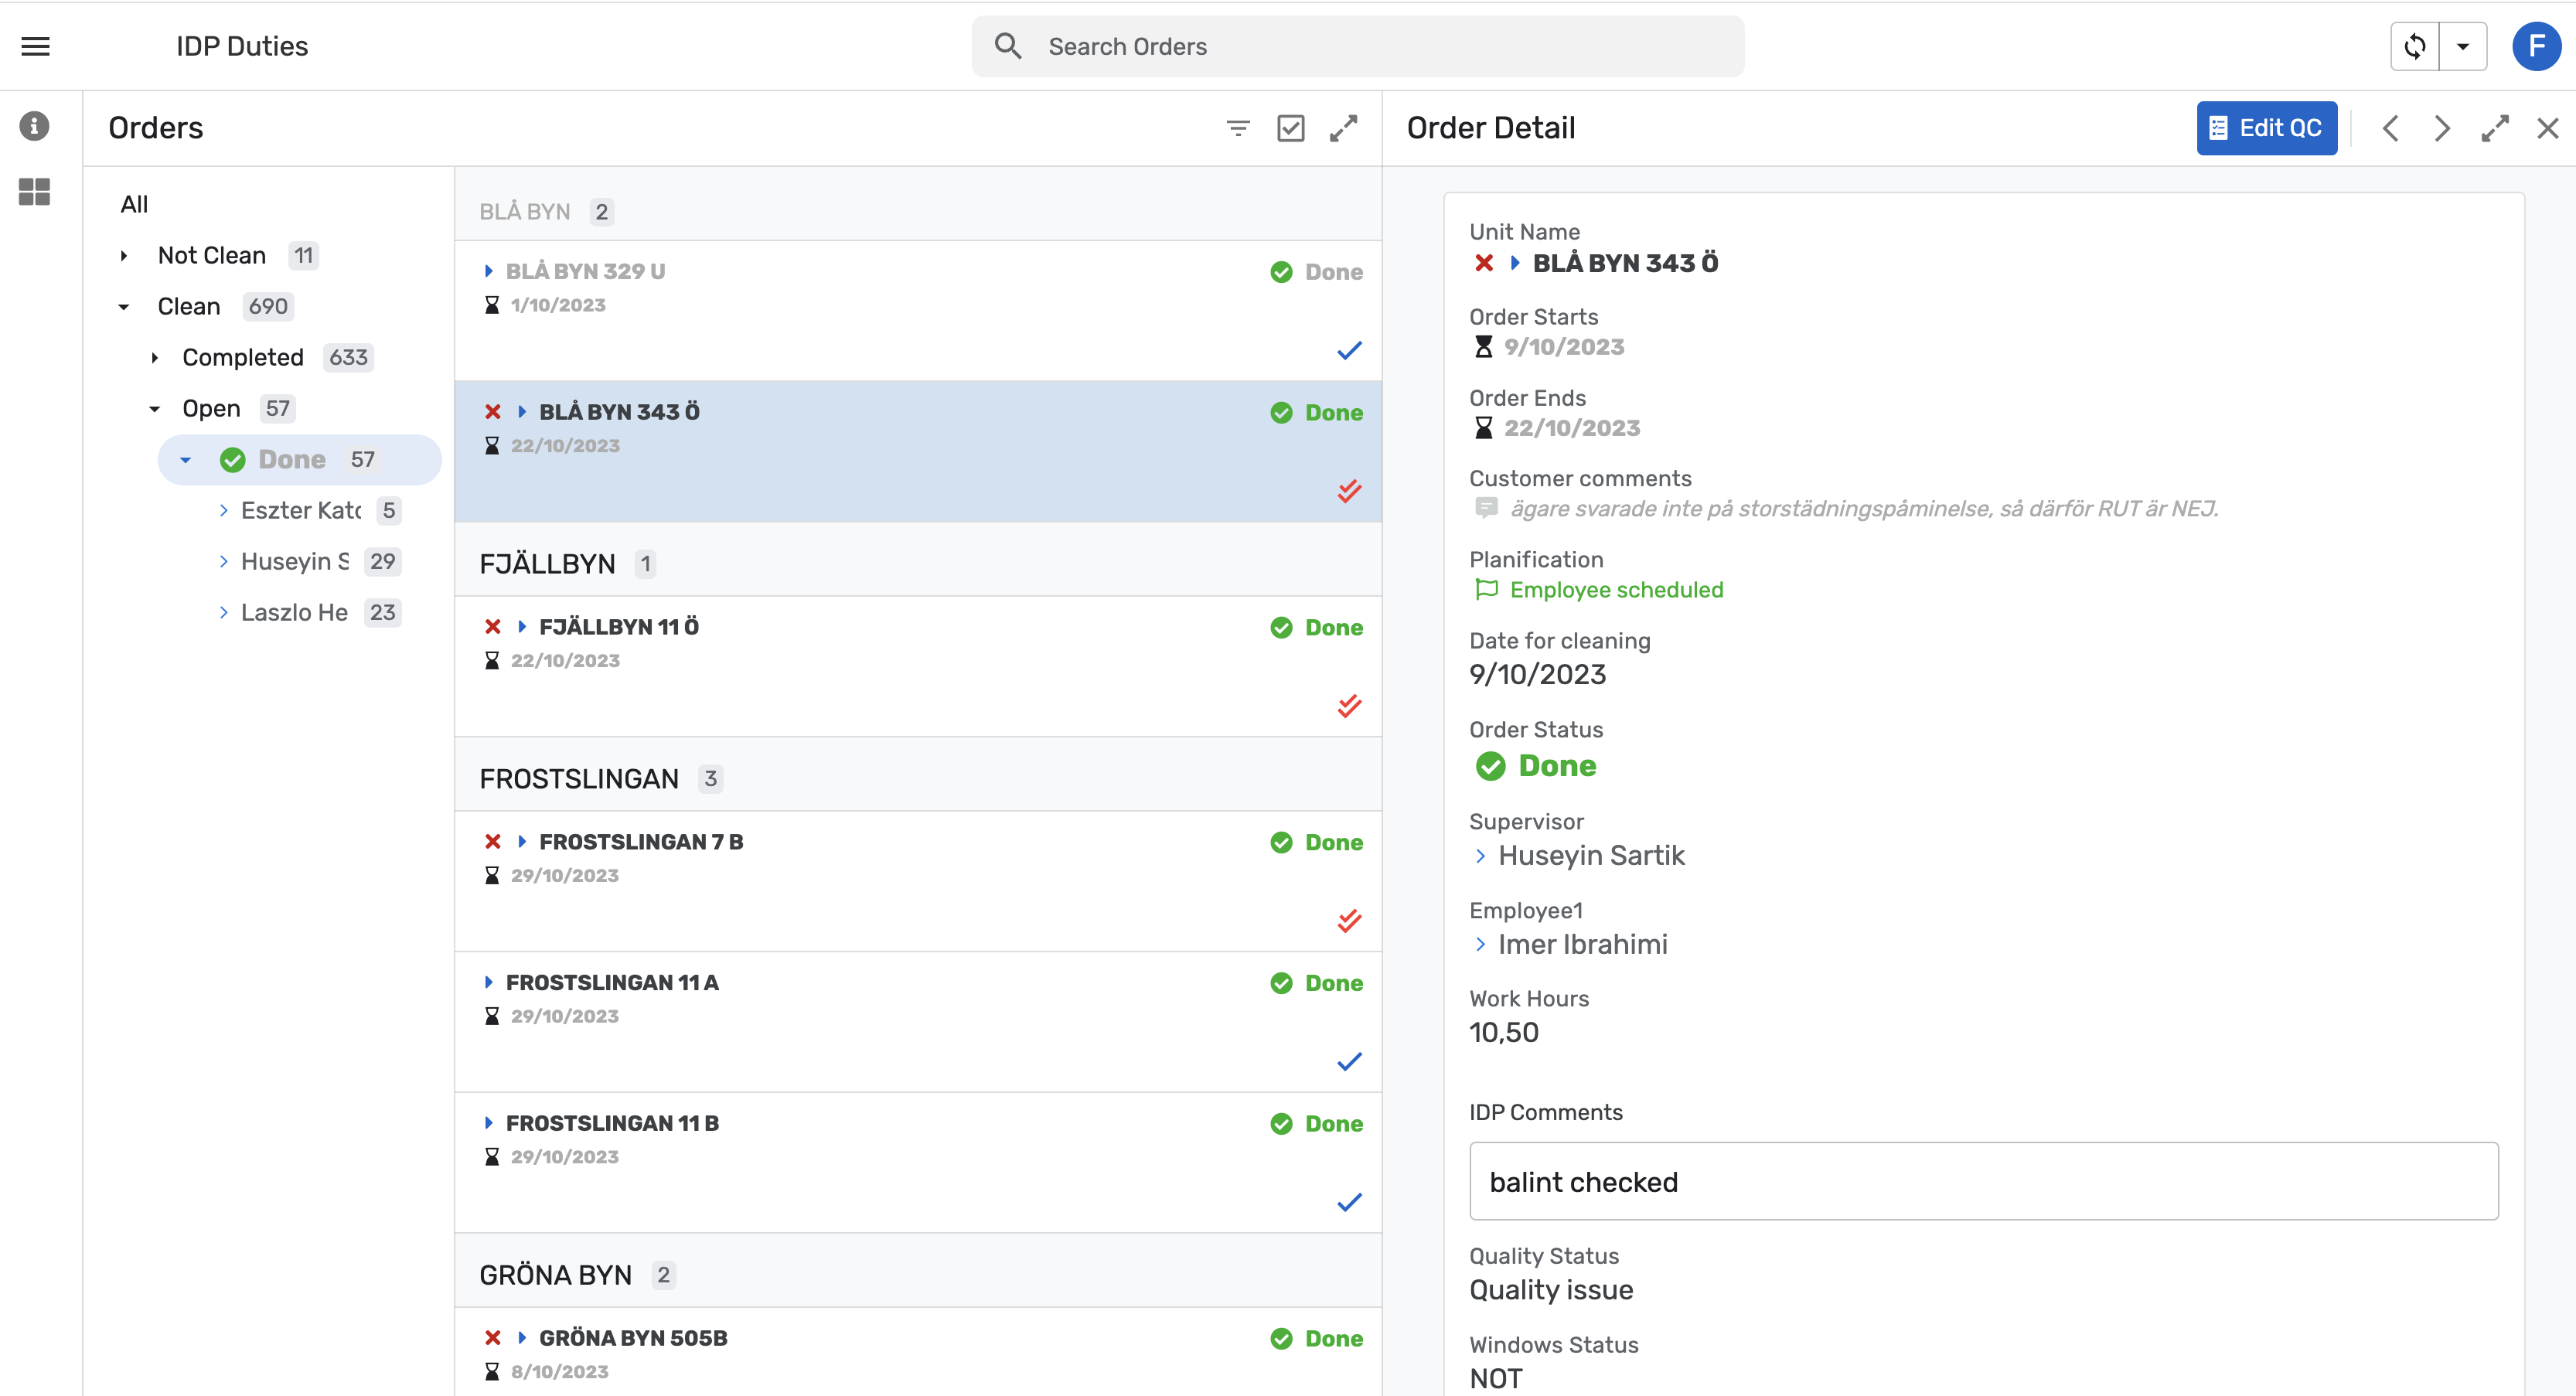 IDP Duties
Search Orders
F
Orders
All
Not Clean 11
Clean 690
Completed 633
Open 57
Done 57
Eszter Katc 5
Huseyin S 29
Laszlo He 23
BLÅ BYN 2
BLÅ BYN 329 U Done
1/10/2023
BLÅ BYN 343 Ö Done
22/10/2023
FJÄLLBYN 1
FJÄLLBYN 11 Ö Done
22/10/2023
FROSTSLINGAN 3
FROSTSLINGAN 7 B Done
29/10/2023
FROSTSLINGAN 11 A Done
29/10/2023
FROSTSLINGAN 11 B Done
29/10/2023
GRÖNA BYN 2
GRÖNA BYN 505B Done
8/10/2023
Order Detail
Edit QC
Unit Name
BLÅ BYN 343 Ö
Order Starts
9/10/2023
Order Ends
22/10/2023
Customer comments
ägare svarade inte på storstädningspåminelse, så därför RUT är NEJ.
Planification
Employee scheduled
Date for cleaning
9/10/2023
Order Status
Done
Supervisor
Huseyin Sartik
Employee1
Imer Ibrahimi
Work Hours
10,50
IDP Comments
balint checked
Quality Status
Quality issue
Windows Status
NOT